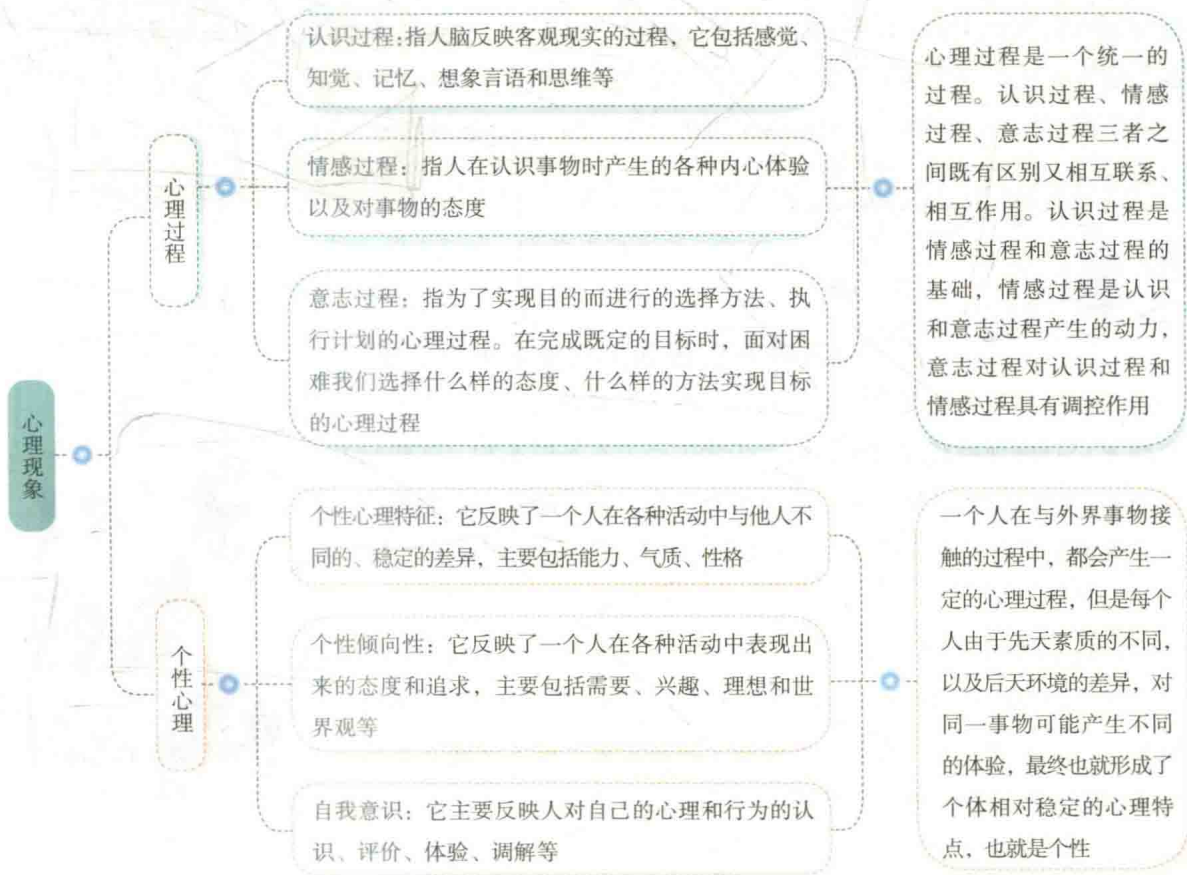 心理现象
心理过程
认识过程:指人脑反映客观现实的过程，它包括感觉、
知觉、记忆、想象言语和思维等
情感过程：指人在认识事物时产生的各种内心体验
以及对事物的态度
意志过程：指为了实现目的而进行的选择方法、执
行计划的心理过程。在完成既定的目标时，面对困
难我们选择什么样的态度、什么样的方法实现目标
的心理过程
心理过程是一个统一的
过程。认识过程、情感
过程、意志过程三者之
间既有区别又相互联系、
相互作用。认识过程是
情感过程和意志过程的
基础，情感过程是认识
和意志过程产生的动力，
意志过程对认识过程和
情感过程具有调控作用
个性心理
个性心理特征：它反映了一个人在各种活动中与他人不
同的、稳定的差异，主要包括能力、气质、性格
个性倾向性：它反映了一个人在各种活动中表现出
来的态度和追求，主要包括需要、兴趣、理想和世
界观等
自我意识：它主要反映人对自己的心理和行为的认
识、评价、体验、调解等
一个人在与外界事物接
触的过程中，都会产生一
定的心理过程，但是每个
人由于先天素质的不同，
以及后天环境的差异，对
同一事物可能产生不同
的体验，最终也就形成了
个体相对稳定的心理特
点，也就是个性